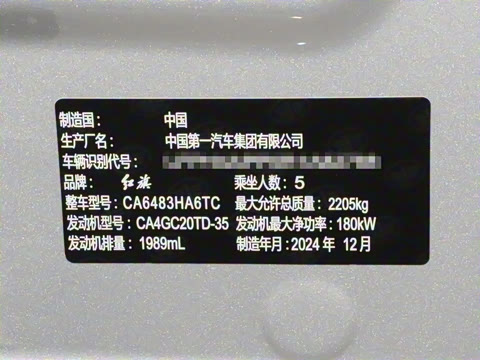 制造国： 中国
生产厂名： 中国第一汽车集团有限公司
车辆识别代号：
品牌： 红旗 乘坐人数：5
整车型号：CA6483HA6TC 最大允许总质量：2205kg
发动机型号：CA4GC20TD-35 发动机最大净功率：180kW
发动机排量：1989mL 制造年月：2024年 12月